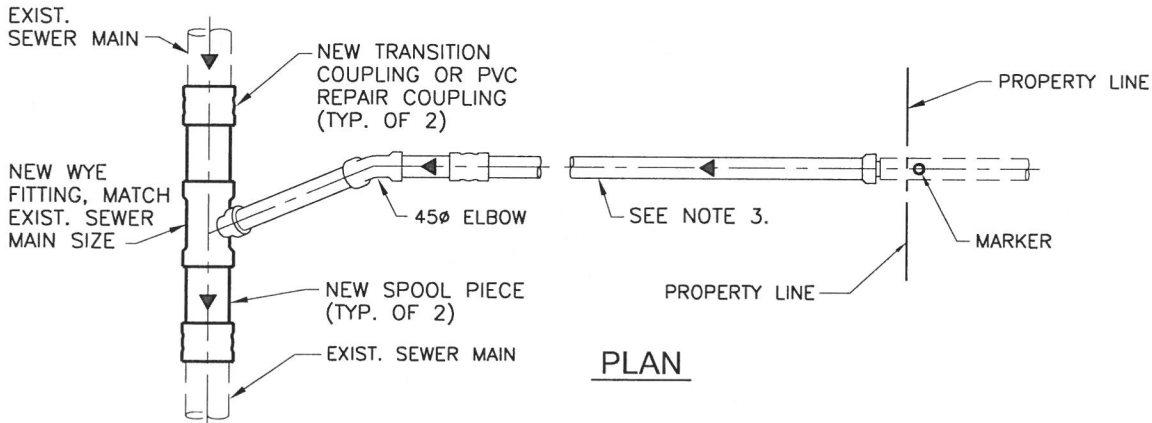 EXIST.
SEWER MAIN
NEW TRANSITION
COUPLING OR PVC
REPAIR COUPLING
(TYP. OF 2)
PROPERTY LINE
NEW WYE
FITTING, MATCH
EXIST. SEWER
MAIN SIZE
45ø ELBOW
SEE NOTE 3.
MARKER
NEW SPOOL PIECE
(TYP. OF 2)
PROPERTY LINE
EXIST. SEWER MAIN
PLAN